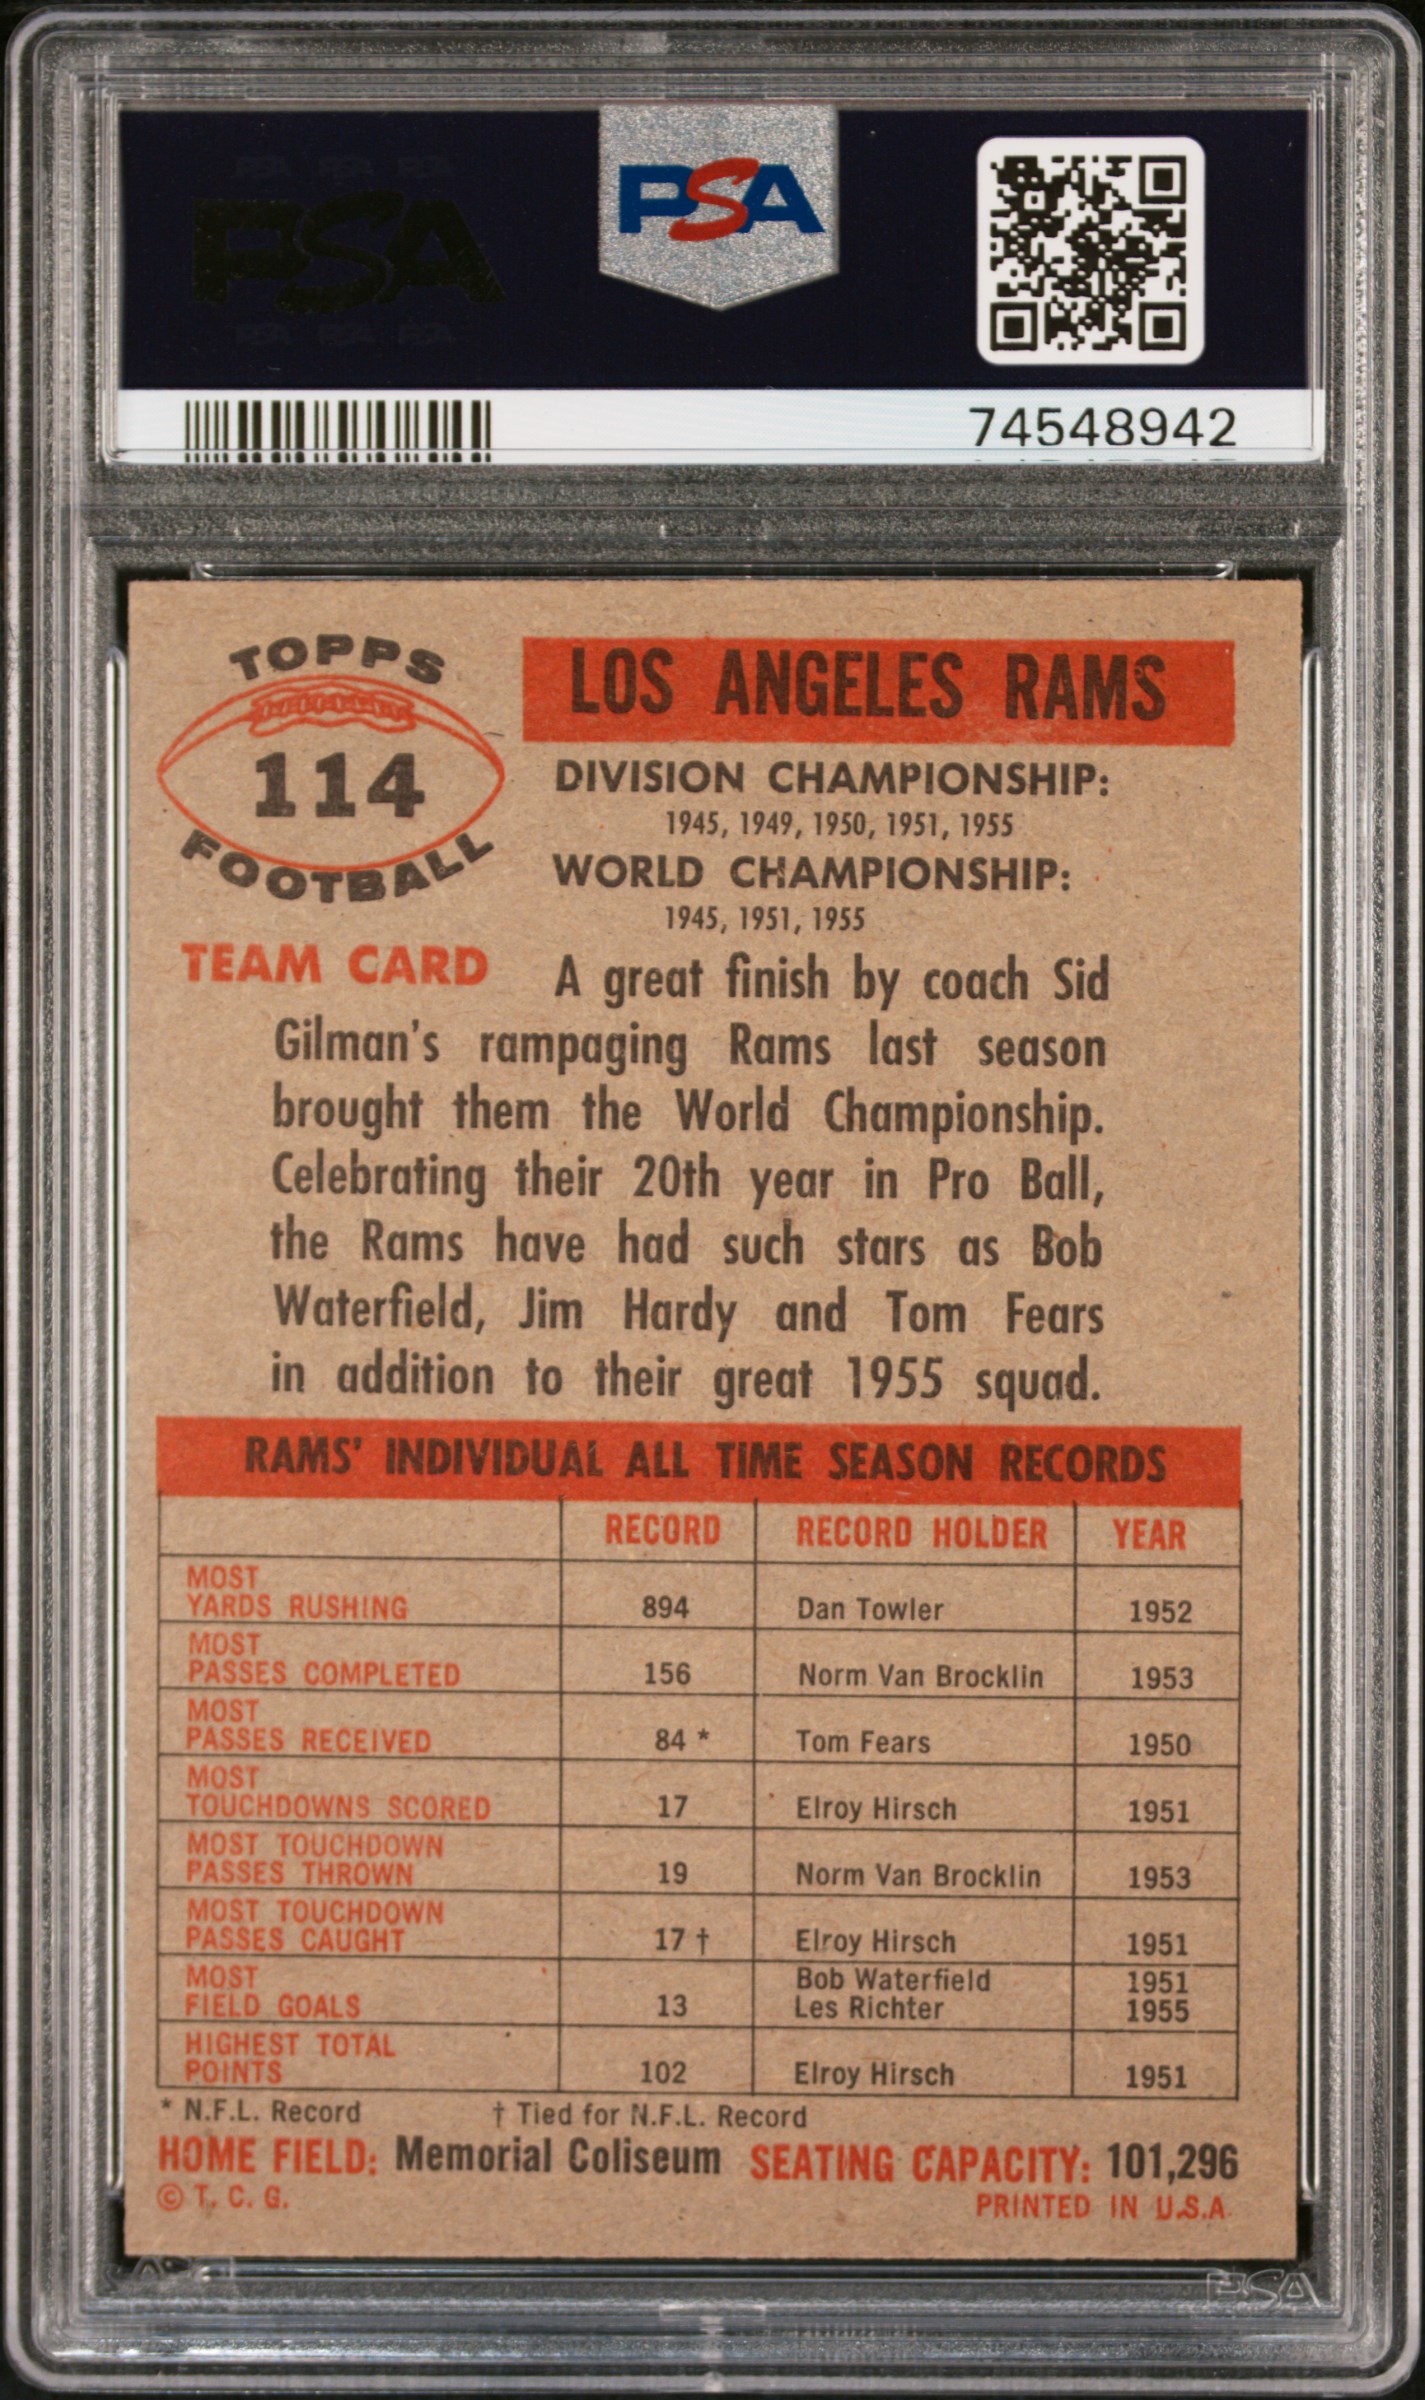 PSA
PSA
74548942
TOPPS
114
FOOTBALL
TEAM CARD
LOS ANGELES RAMS
DIVISION CHAMPIONSHIP:
1945, 1949, 1950, 1951, 1955
WORLD CHAMPIONSHIP:
1945, 1951, 1955
A great finish by coach Sid
Gilman's rampaging Rams last season
brought them the World Championship.
Celebrating their 20th year in Pro Ball,
the Rams have had such stars as Bob
Waterfield, Jim Hardy and Tom Fears
in addition to their great 1955 squad.
RAMS' INDIVIDUAL ALL TIME SEASON RECORDS
RECORD RECORD HOLDER YEAR
MOST
YARDS RUSHING 894 Dan Towler 1952
MOST
PASSES COMPLETED 156 Norm Van Brocklin 1953
MOST
PASSES RECEIVED 84 * Tom Fears 1950
MOST
TOUCHDOWNS SCORED 17 Elroy Hirsch 1951
MOST TOUCHDOWN
PASSES THROWN 19 Norm Van Brocklin 1953
MOST TOUCHDOWN
PASSES CAUGHT 17 † Elroy Hirsch 1951
MOST Bob Waterfield 1951
FIELD GOALS 13 Les Richter 1955
HIGHEST TOTAL
POINTS 102 Elroy Hirsch 1951
* N.F.L. Record † Tied for N.F.L. Record
HOME FIELD: Memorial Coliseum SEATING CAPACITY: 101,296
© T. C. G. PRINTED IN U.S.A.
PSA